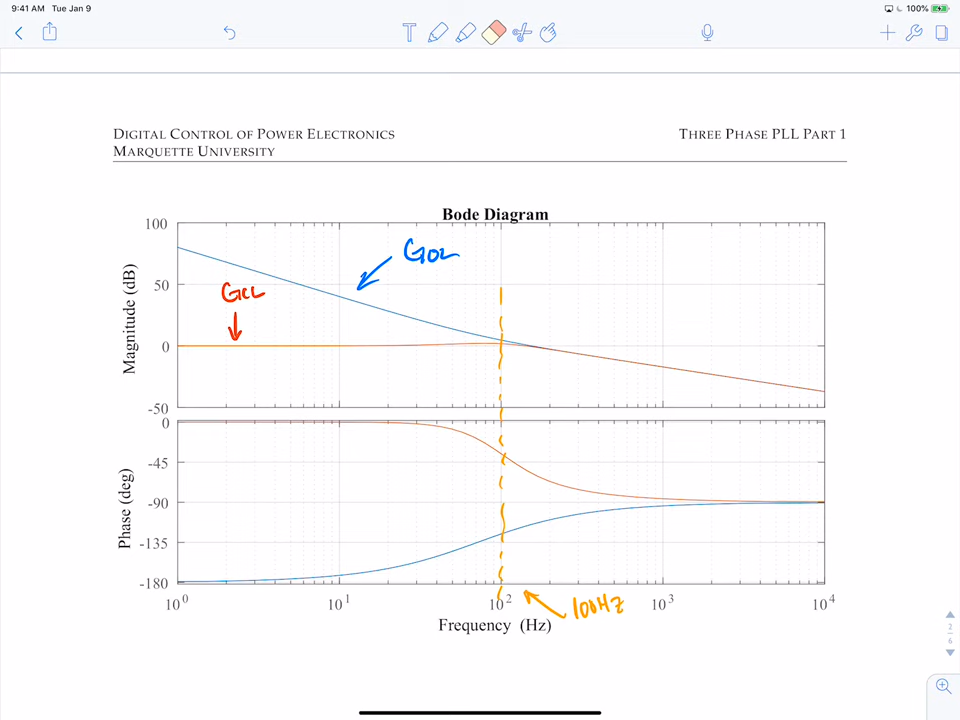 9:41 AM Tue Jan 9
100%
DIGITAL CONTROL OF POWER ELECTRONICS
THREE PHASE PLL PART 1
MARQUETTE UNIVERSITY
Bode Diagram
100
50
0
-50
Magnitude (dB)
GOL
GCL
0
-45
-90
-135
-180
Phase (deg)
10^0
10^1
10^2
10^3
10^4
100HZ
Frequency (Hz)
2
6